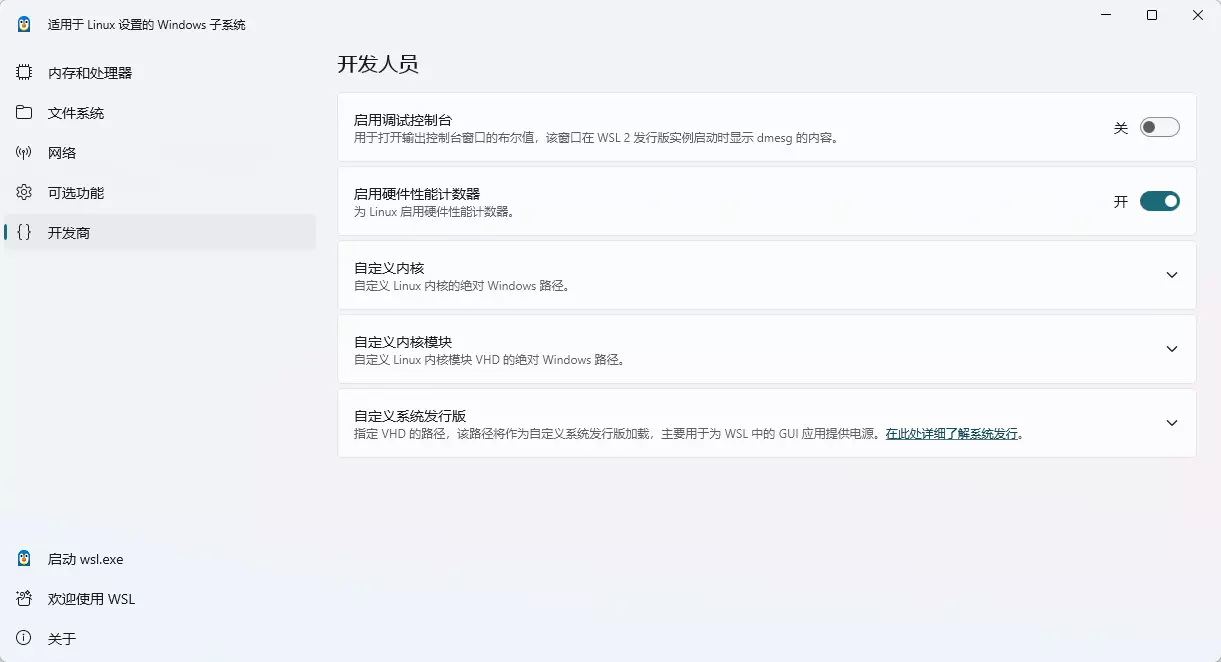 适用于 Linux 设置的 Windows 子系统
内存和处理器
文件系统
网络
可选功能
开发商
启动 wsl.exe
欢迎使用 WSL
关于
开发人员
启用调试控制台
用于打开输出控制台窗口的布尔值，该窗口在 WSL 2 发行版实例启动时显示 dmesg 的内容。
关
启用硬件性能计数器
为 Linux 启用硬件性能计数器。
开
自定义内核
自定义 Linux 内核的绝对 Windows 路径。
自定义内核模块
自定义 Linux 内核模块 VHD 的绝对 Windows 路径。
自定义系统发行版
指定 VHD 的路径，该路径将作为自定义系统发行版加载，主要用于为 WSL 中的 GUI 应用提供电源。在此处详细了解系统发行。